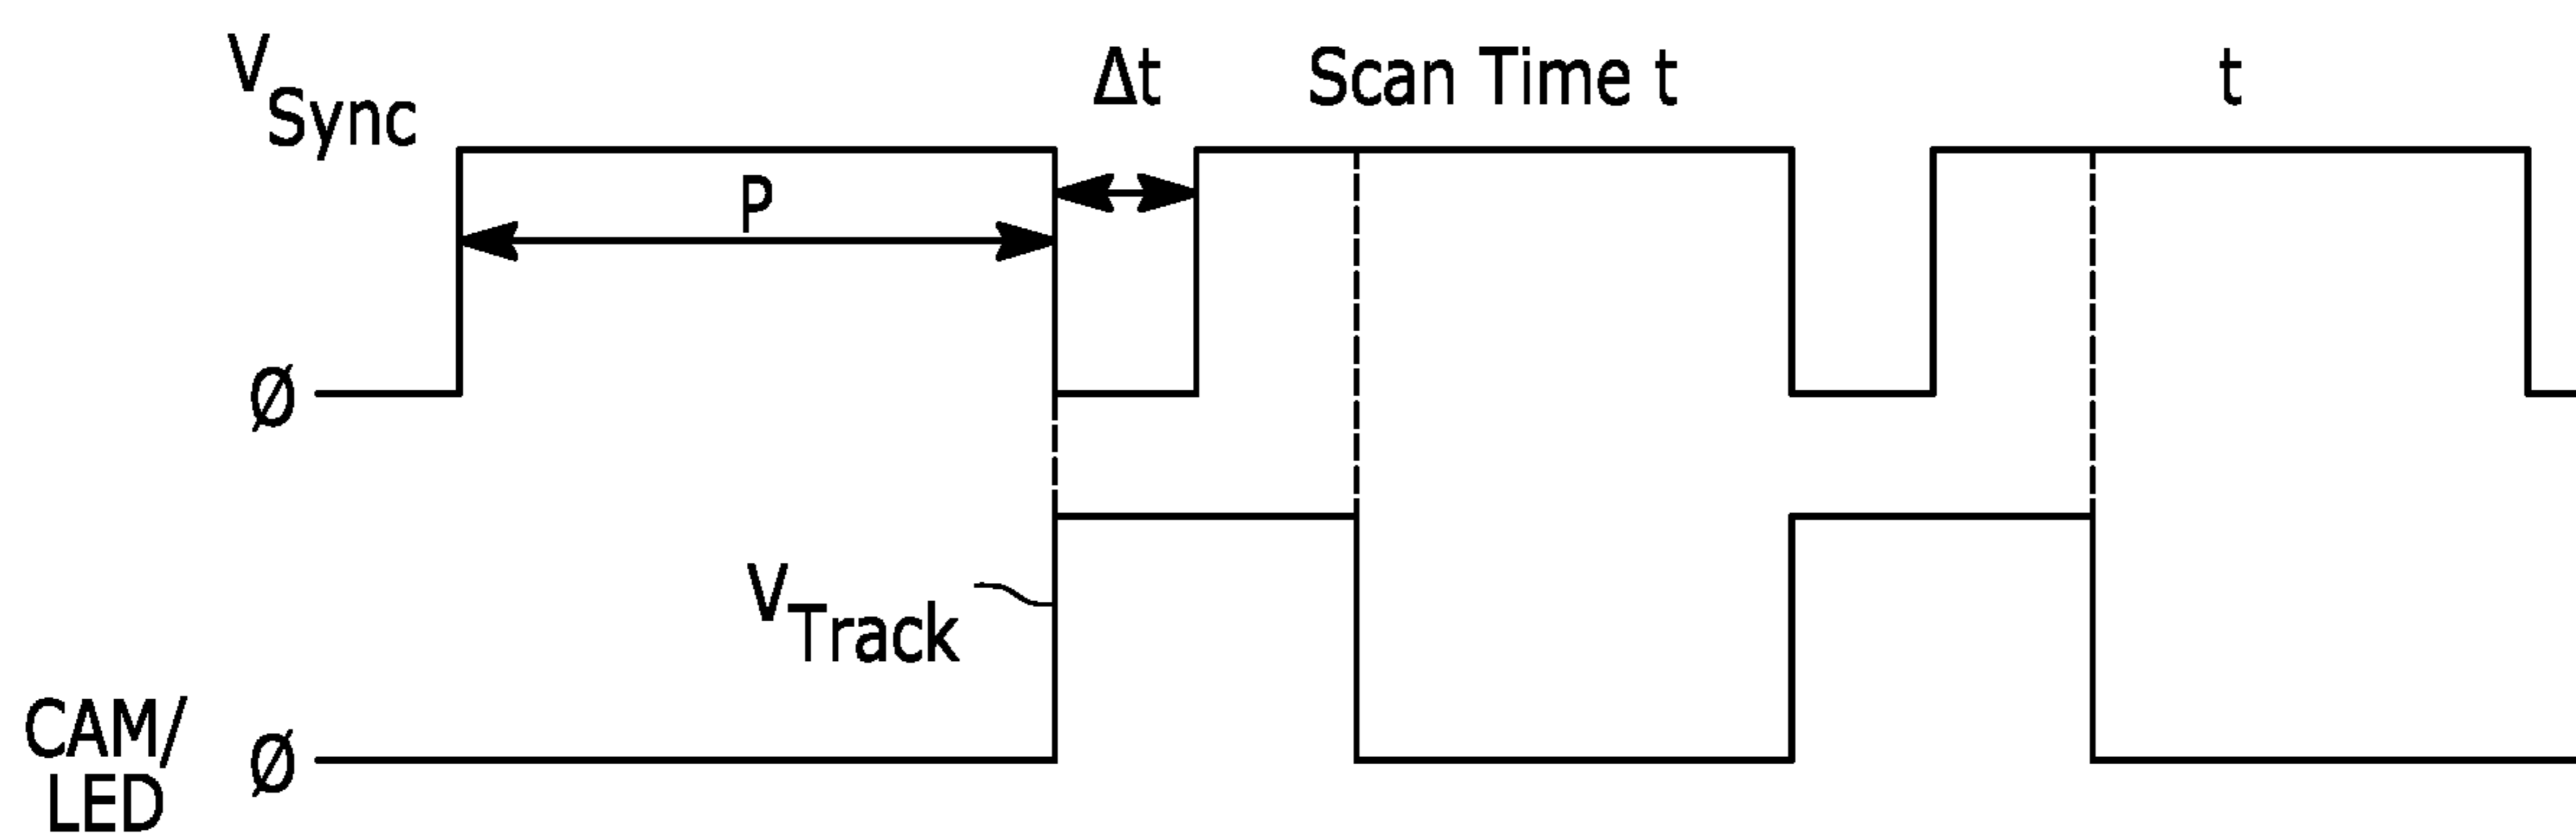 VSync
Δt
Scan Time t
t
P
Ø
VTrack
CAM/
LED
Ø